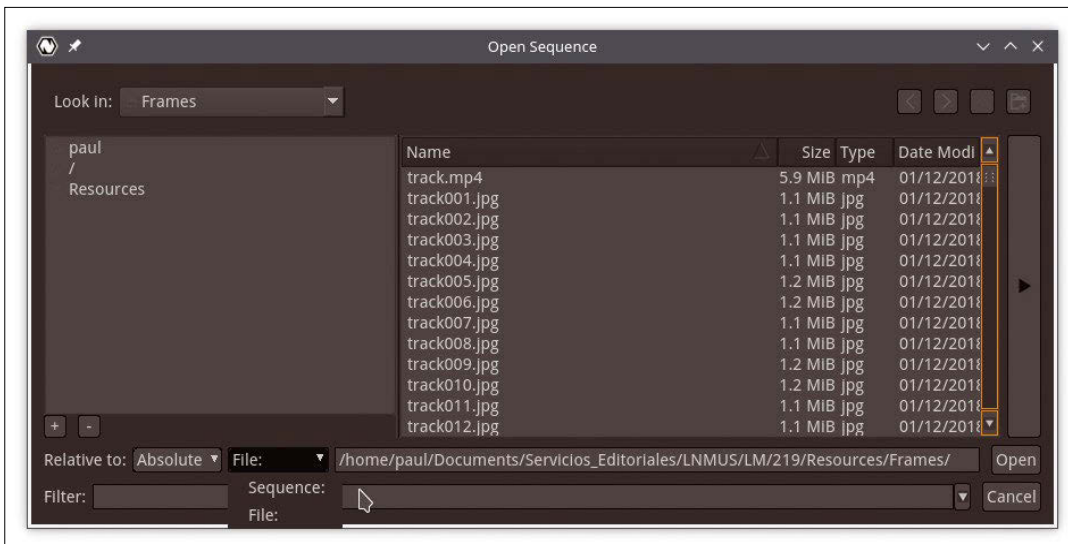 Open Sequence
Look in: Frames
paul
/
Resources
Name Size Type Date Modi
track.mp4 5.9 MiB mp4 01/12/2018
track001.jpg 1.1 MiB jpg 01/12/2018
track002.jpg 1.1 MiB jpg 01/12/2018
track003.jpg 1.1 MiB jpg 01/12/2018
track004.jpg 1.1 MiB jpg 01/12/2018
track005.jpg 1.2 MiB jpg 01/12/2018
track006.jpg 1.2 MiB jpg 01/12/2018
track007.jpg 1.1 MiB jpg 01/12/2018
track008.jpg 1.1 MiB jpg 01/12/2018
track009.jpg 1.2 MiB jpg 01/12/2018
track010.jpg 1.2 MiB jpg 01/12/2018
track011.jpg 1.1 MiB jpg 01/12/2018
track012.jpg 1.1 MiB jpg 01/12/2018
+ -
Relative to: Absolute File: /home/paul/Documents/Servicios_Editoriales/LNMUS/LM/219/Resources/Frames/ Open
Filter: Cancel
Sequence:
File: